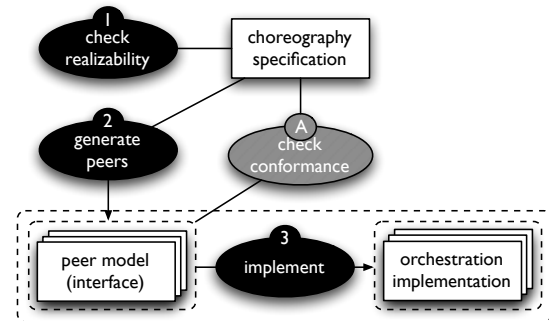 1
check
realizability
choreography
specification
2
generate
peers
A
check
conformance
peer model
(interface)
3
implement
orchestration
implementation